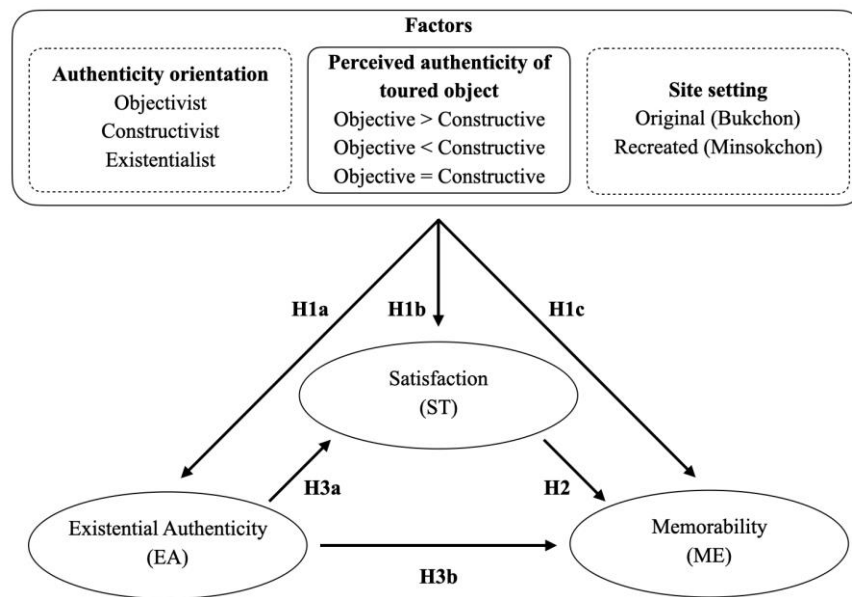 Factors
Authenticity orientation
Objectivist
Constructivist
Existentialist
Perceived authenticity of
toured object
Objective > Constructive
Objective < Constructive
Objective = Constructive
Site setting
Original (Bukchon)
Recreated (Minsokchon)
H1a
H1b
H1c
Satisfaction
(ST)
H3a
H2
Existential Authenticity
(EA)
Memorability
(ME)
H3b